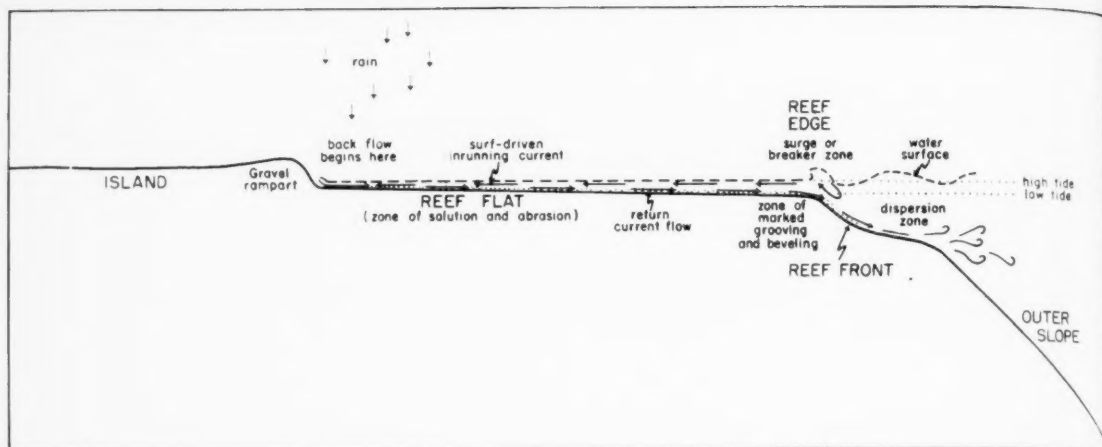 rain
REEF
EDGE
surge or
breaker zone
water
surface
back flow
begins here
surf-driven
inrunning current
high tide
low tide
ISLAND
Gravel
rampart
REEF FLAT
(zone of solution and abrasion)
return
current flow
zone of
marked
grooving
and beveling
dispersion
zone
REEF FRONT
OUTER
SLOPE